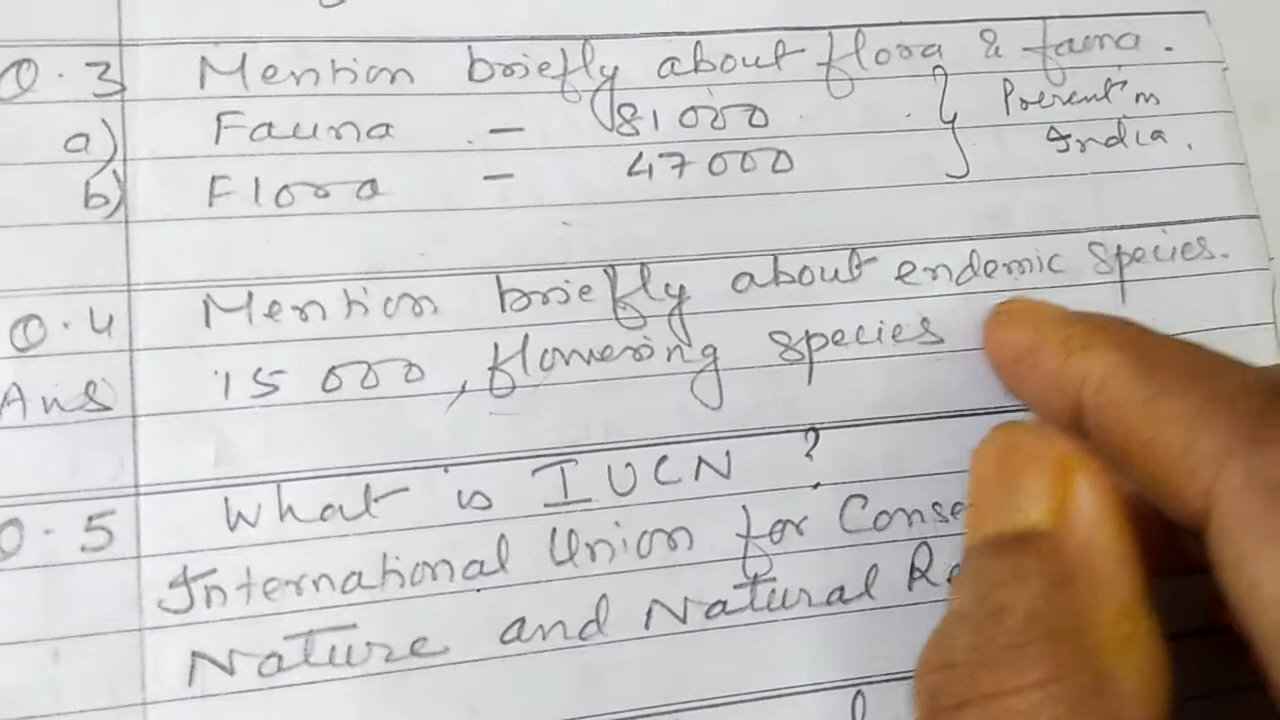 Q.3 Mention briefly about flora & fauna.
a) Fauna - 81000 } Present in
b) Flora - 47000 India.
Q.4 Mention briefly about endemic species.
Ans 15000, flowering species
Q.5 What is IUCN ?
International Union for Conse
Nature and Natural Re